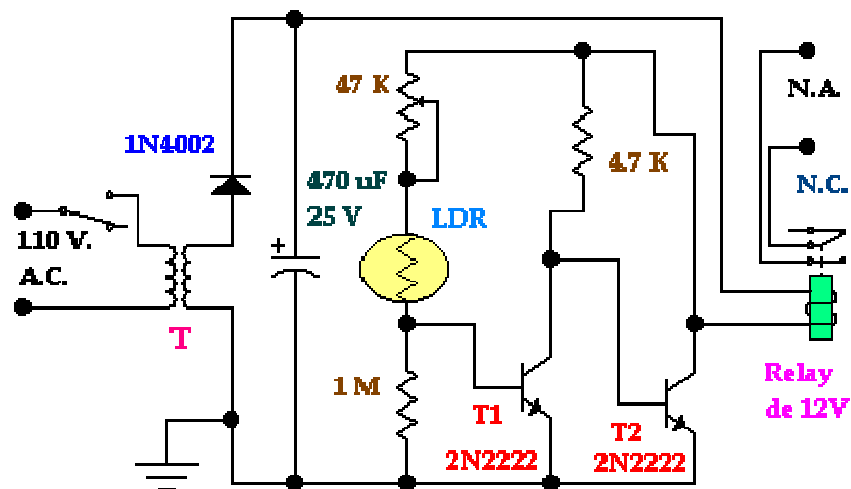 47 K
N.A.
1N4002
4.7 K
470 uF
25 V
LDR
N.C.
110 V.
A.C.
+
T
1 M
T1
2N2222
T2
2N2222
Relay
de 12V